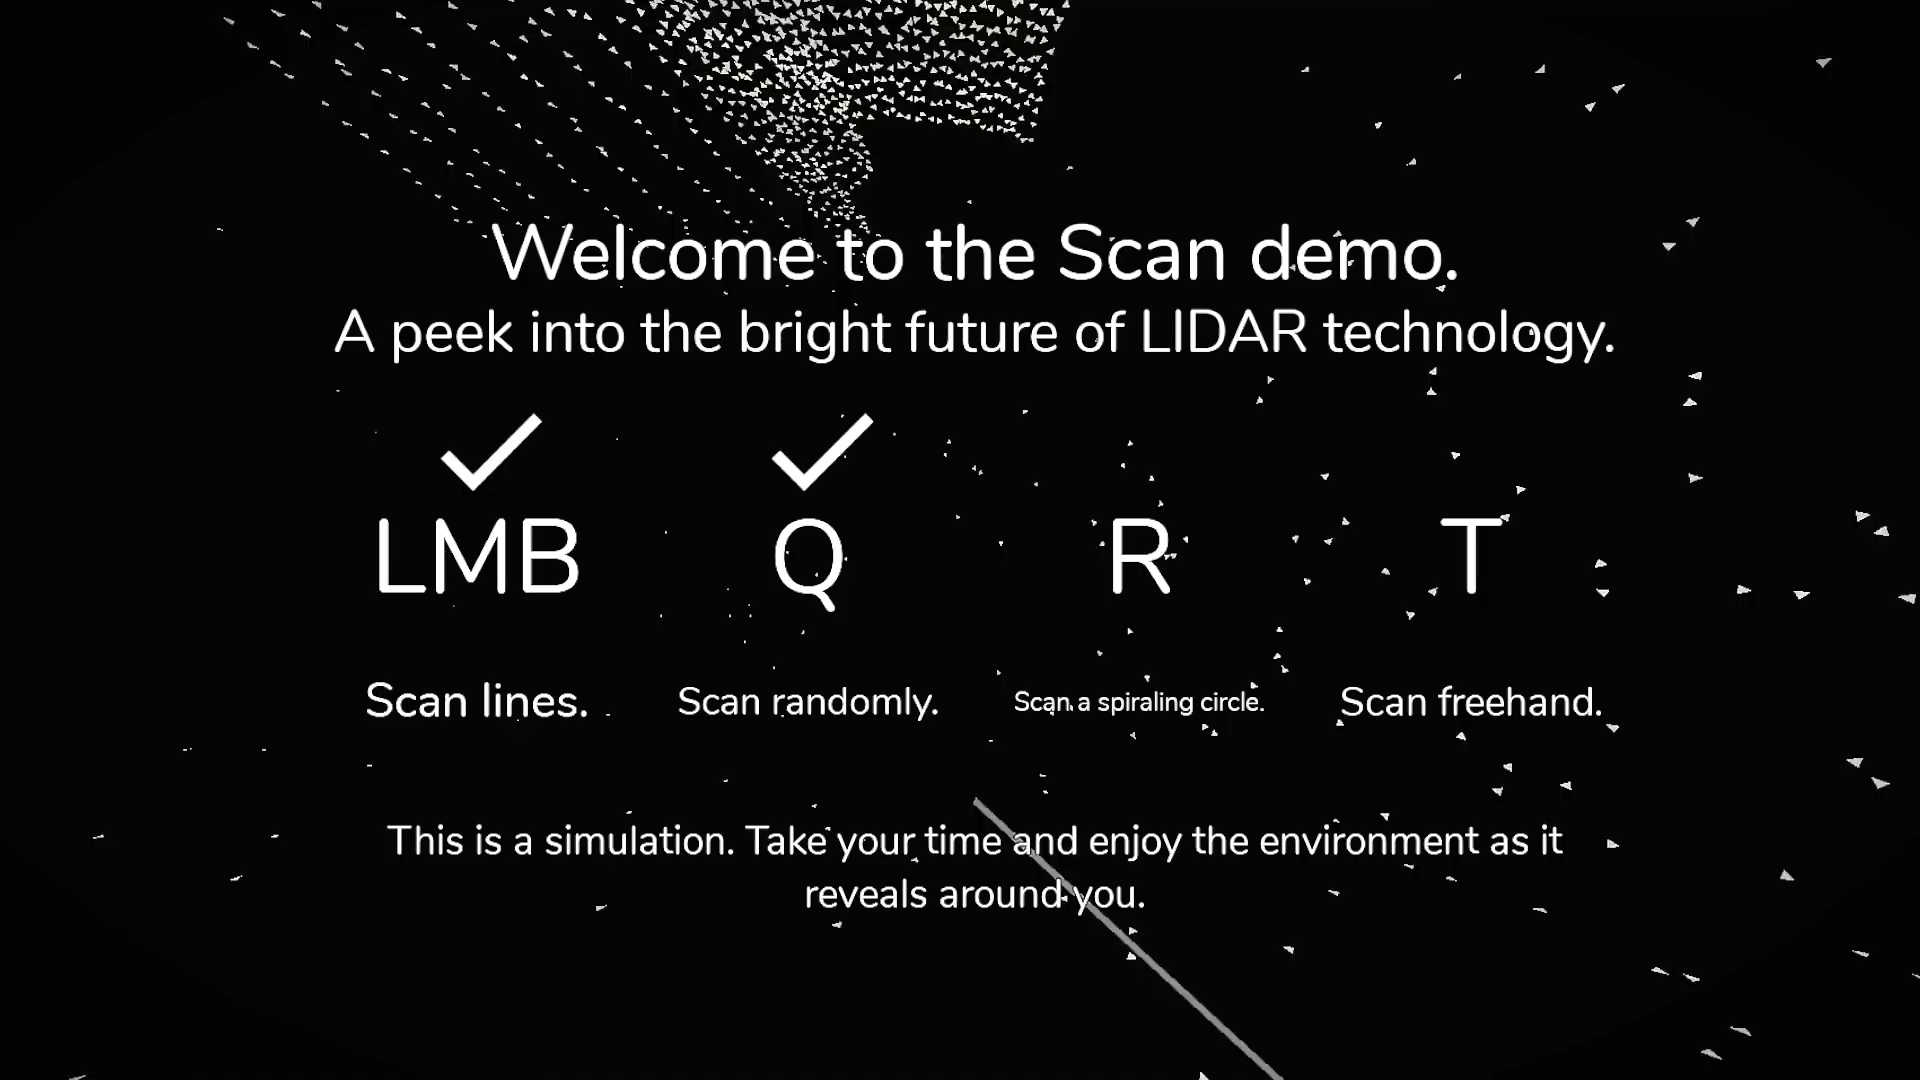 Welcome to the Scan demo.
A peek into the bright future of LIDAR technology.
LMB Q R T
Scan lines. Scan randomly. Scan a spiraling circle. Scan freehand.
This is a simulation. Take your time and enjoy the environment as it
reveals around you.